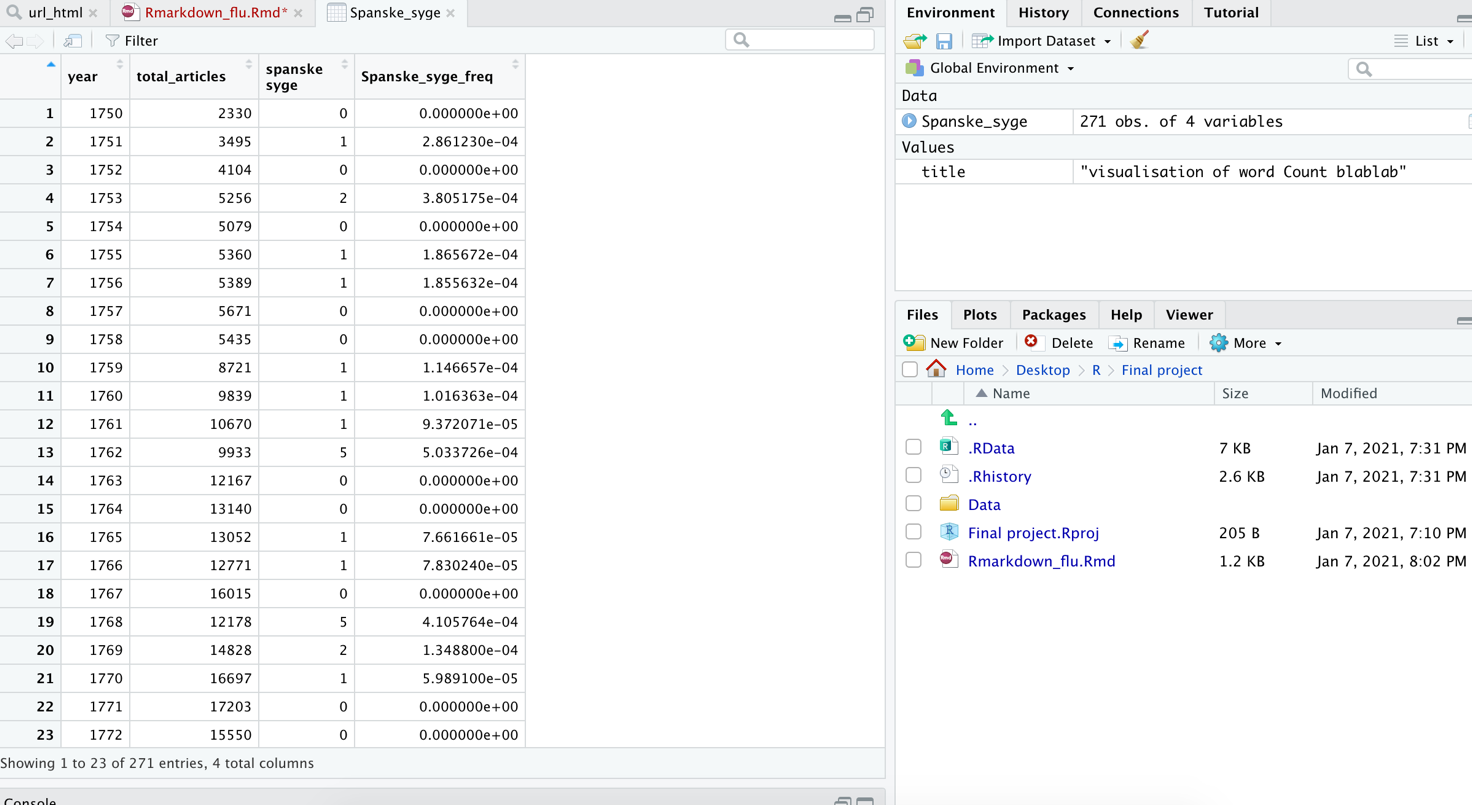 url_html
Rmarkdown_flu.Rmd*
Spanske_syge
Filter
year total_articles spanske syge Spanske_syge_freq
1 1750 2330 0 0.000000e+00
2 1751 3495 1 2.861230e-04
3 1752 4104 0 0.000000e+00
4 1753 5256 2 3.805175e-04
5 1754 5079 0 0.000000e+00
6 1755 5360 1 1.865672e-04
7 1756 5389 1 1.855632e-04
8 1757 5671 0 0.000000e+00
9 1758 5435 0 0.000000e+00
10 1759 8721 1 1.146657e-04
11 1760 9839 1 1.016363e-04
12 1761 10670 1 9.372071e-05
13 1762 9933 5 5.033726e-04
14 1763 12167 0 0.000000e+00
15 1764 13140 0 0.000000e+00
16 1765 13052 1 7.661661e-05
17 1766 12771 1 7.830240e-05
18 1767 16015 0 0.000000e+00
19 1768 12178 5 4.105764e-04
20 1769 14828 2 1.348800e-04
21 1770 16697 1 5.989100e-05
22 1771 17203 0 0.000000e+00
23 1772 15550 0 0.000000e+00
Showing 1 to 23 of 271 entries, 4 total columns
Console
Environment History Connections Tutorial
Import Dataset List
Global Environment
Data
Spanske_syge 271 obs. of 4 variables
Values
title "visualisation of word Count blablab"
Files Plots Packages Help Viewer
New Folder Delete Rename More
Home > Desktop > R > Final project
Name Size Modified
..
.RData 7 KB Jan 7, 2021, 7:31 PM
.Rhistory 2.6 KB Jan 7, 2021, 7:31 PM
Data
Final project.Rproj 205 B Jan 7, 2021, 7:10 PM
Rmarkdown_flu.Rmd 1.2 KB Jan 7, 2021, 8:02 PM